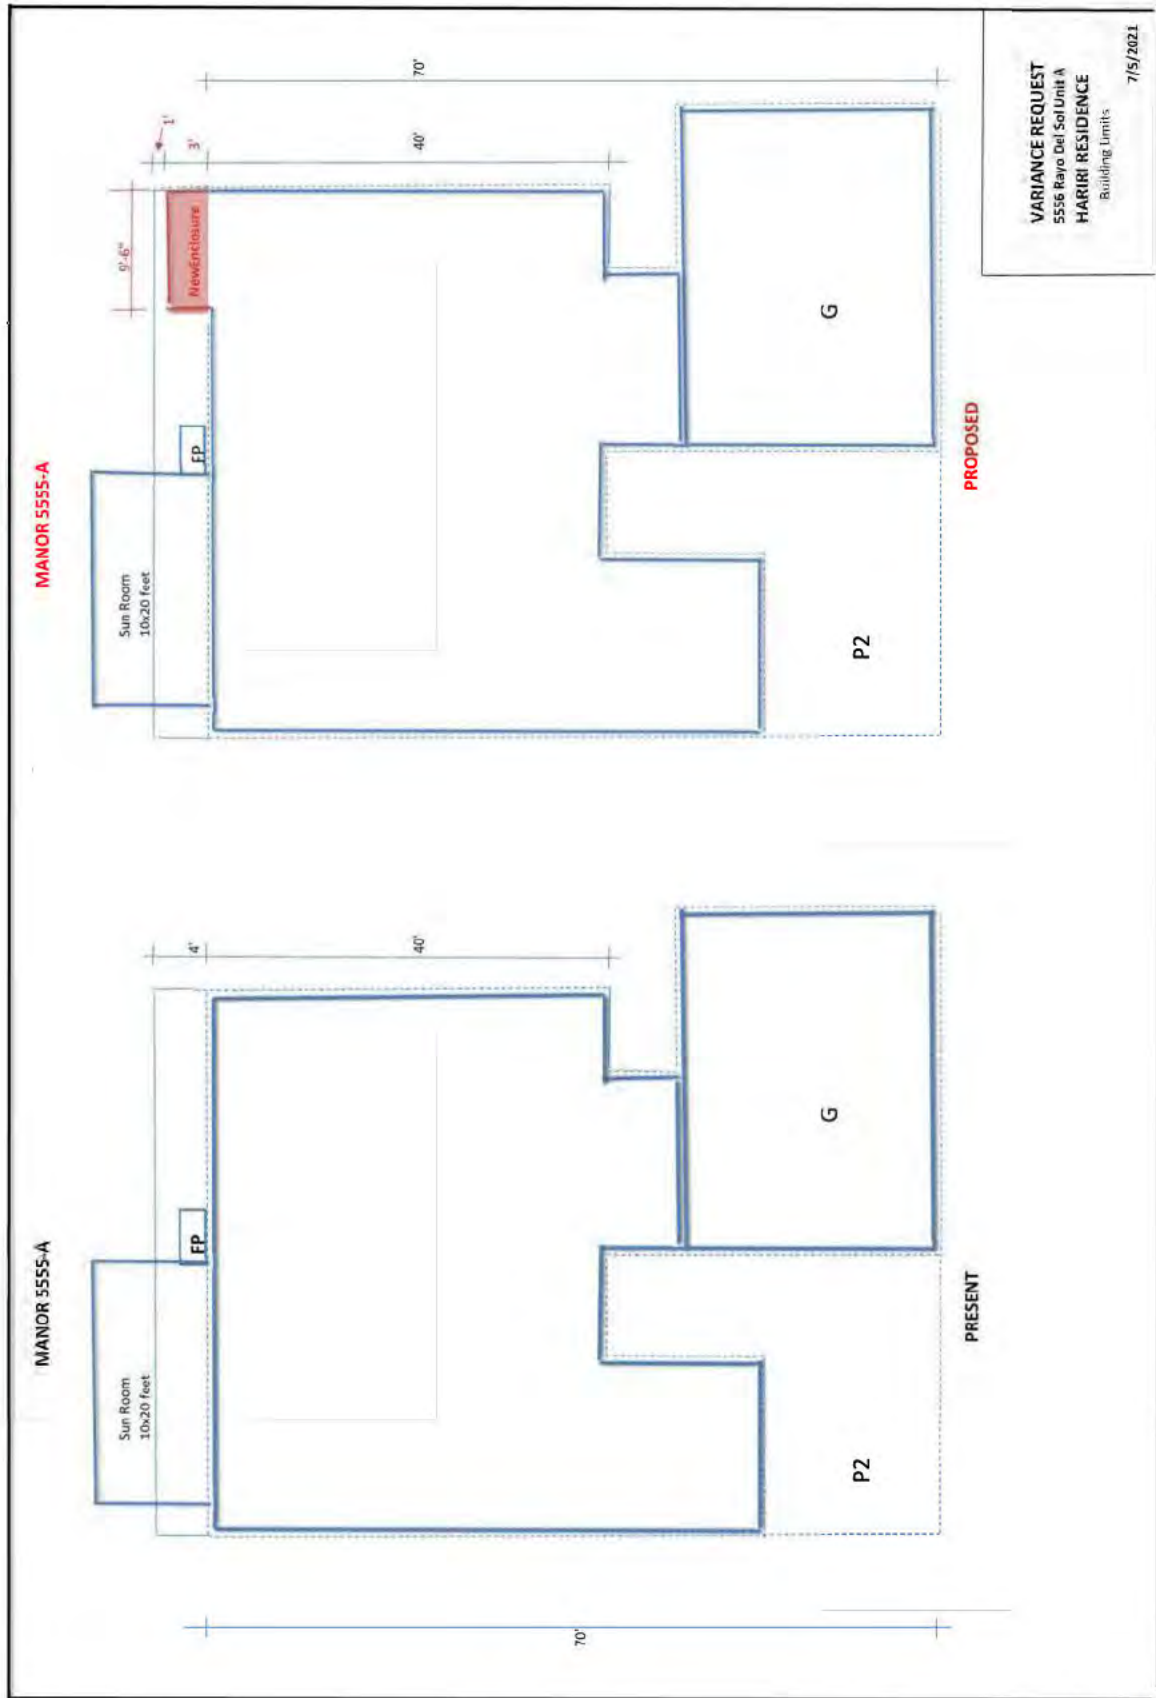 MANOR 5555-A
Sun Room
10x20 feet
FP
4'
40'
70'
G
P2
PRESENT
MANOR 5555-A
Sun Room
10x20 feet
FP
9'-6"
1'
3'
NewEnclosure
40'
70'
G
P2
PROPOSED
VARIANCE REQUEST
5556 Rayo Del Sol Unit A
HARIRI RESIDENCE
Building Limits
7/5/2021